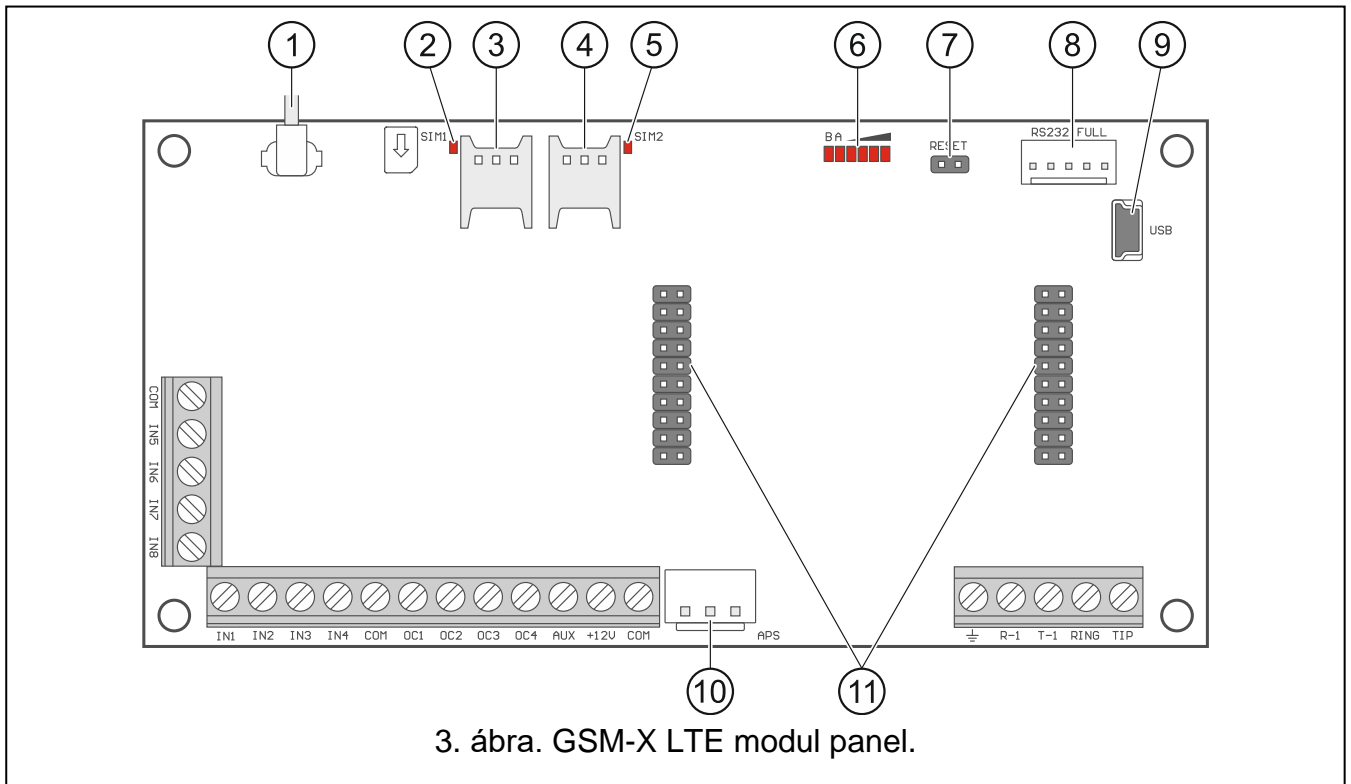 1 2 3 4 5 6 7 8 9
SIM1 SIM2 BA RESET RS232 FULL
USB
COM IN5 IN6 IN7 IN8
IN1 IN2 IN3 IN4 COM OC1 OC2 OC3 OC4 AUX +12V COM APS R-1 T-1 RING TIP
10 11
3. ábra. GSM-X LTE modul panel.